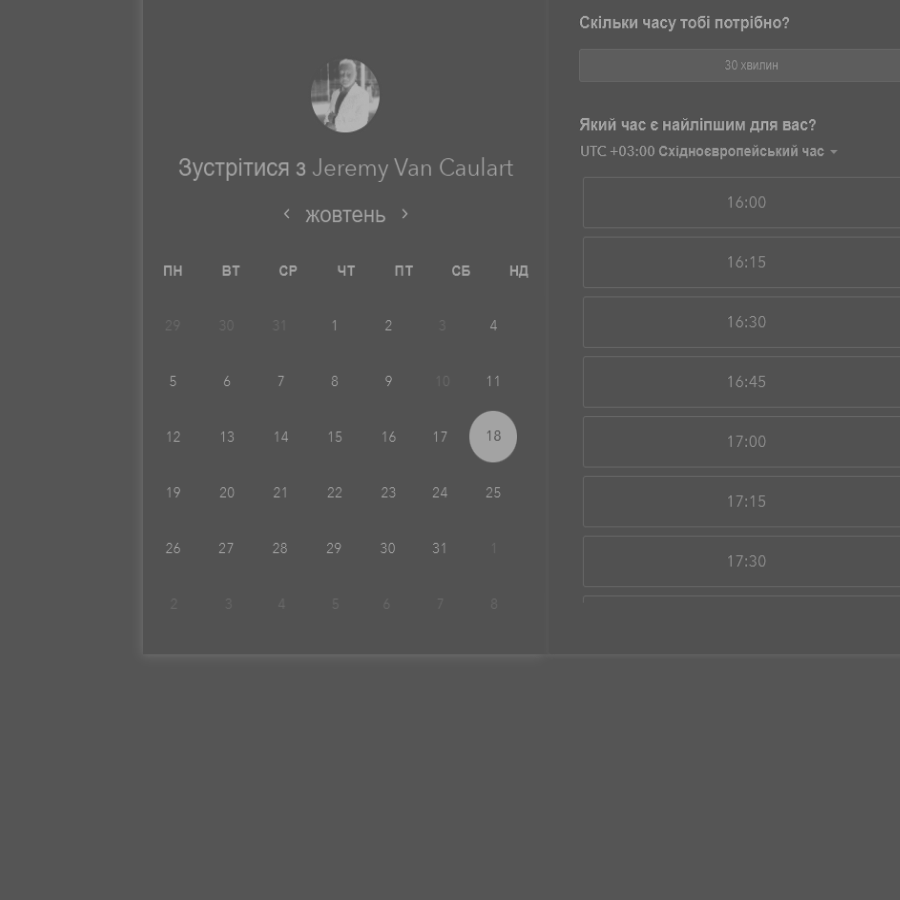 Зустрітися з Jeremy Van Caulart
жовтень
ПН ВТ СР ЧТ ПТ СБ НД
29 30 31 1 2 3 4
5 6 7 8 9 10 11
12 13 14 15 16 17 18
19 20 21 22 23 24 25
26 27 28 29 30 31 1
2 3 4 5 6 7 8
Скільки часу тобі потрібно?
30 хвилин
Який час є найліпшим для вас?
UTC +03:00 Східноєвропейський час
16:00
16:15
16:30
16:45
17:00
17:15
17:30